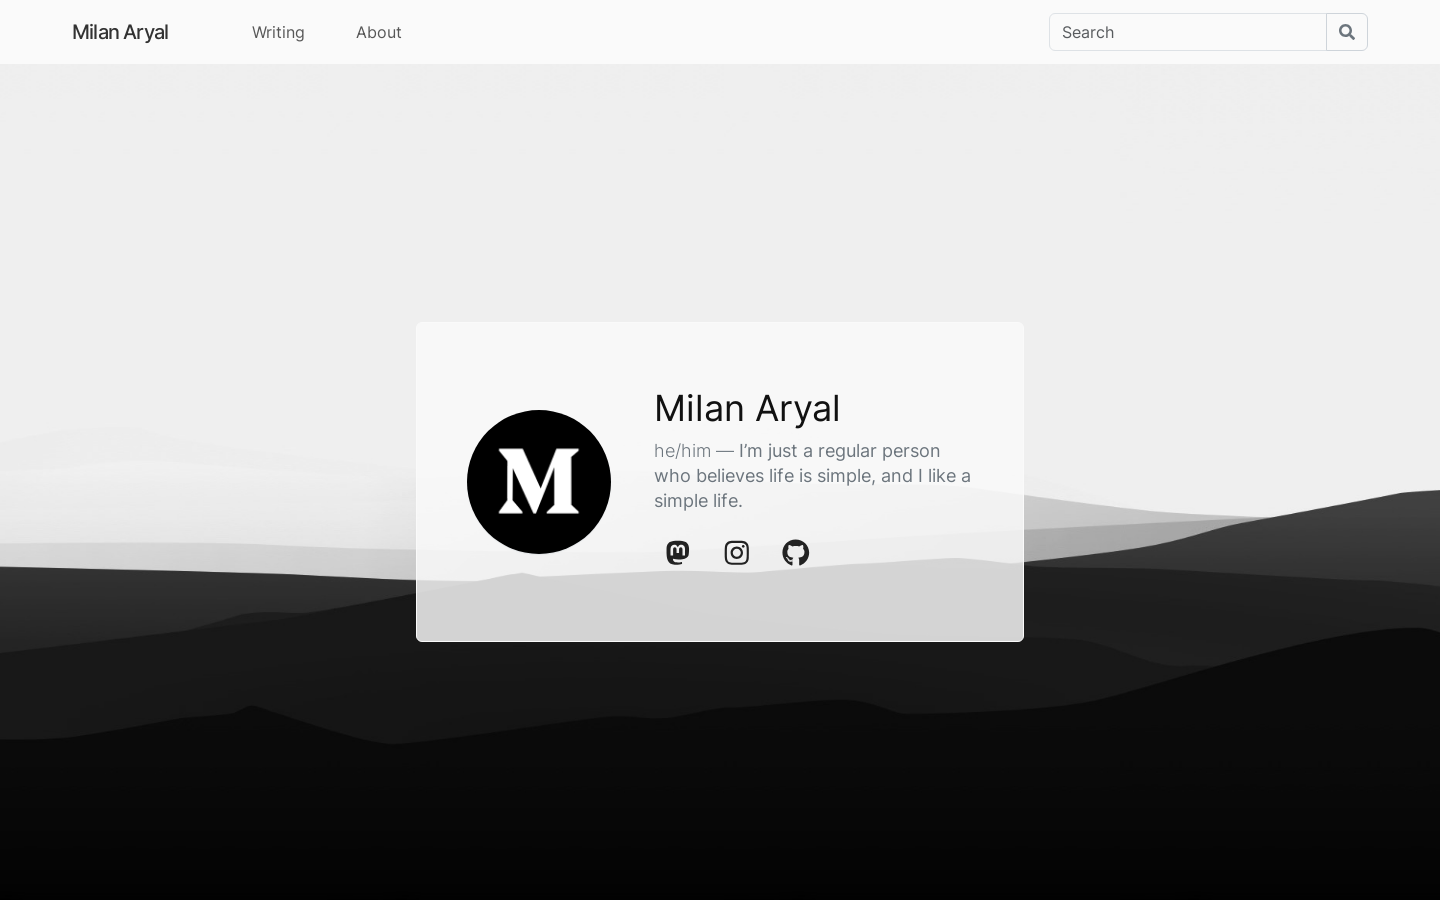 Milan Aryal
Writing
About
Search
M
Milan Aryal
he/him — I’m just a regular person
who believes life is simple, and I like a
simple life.